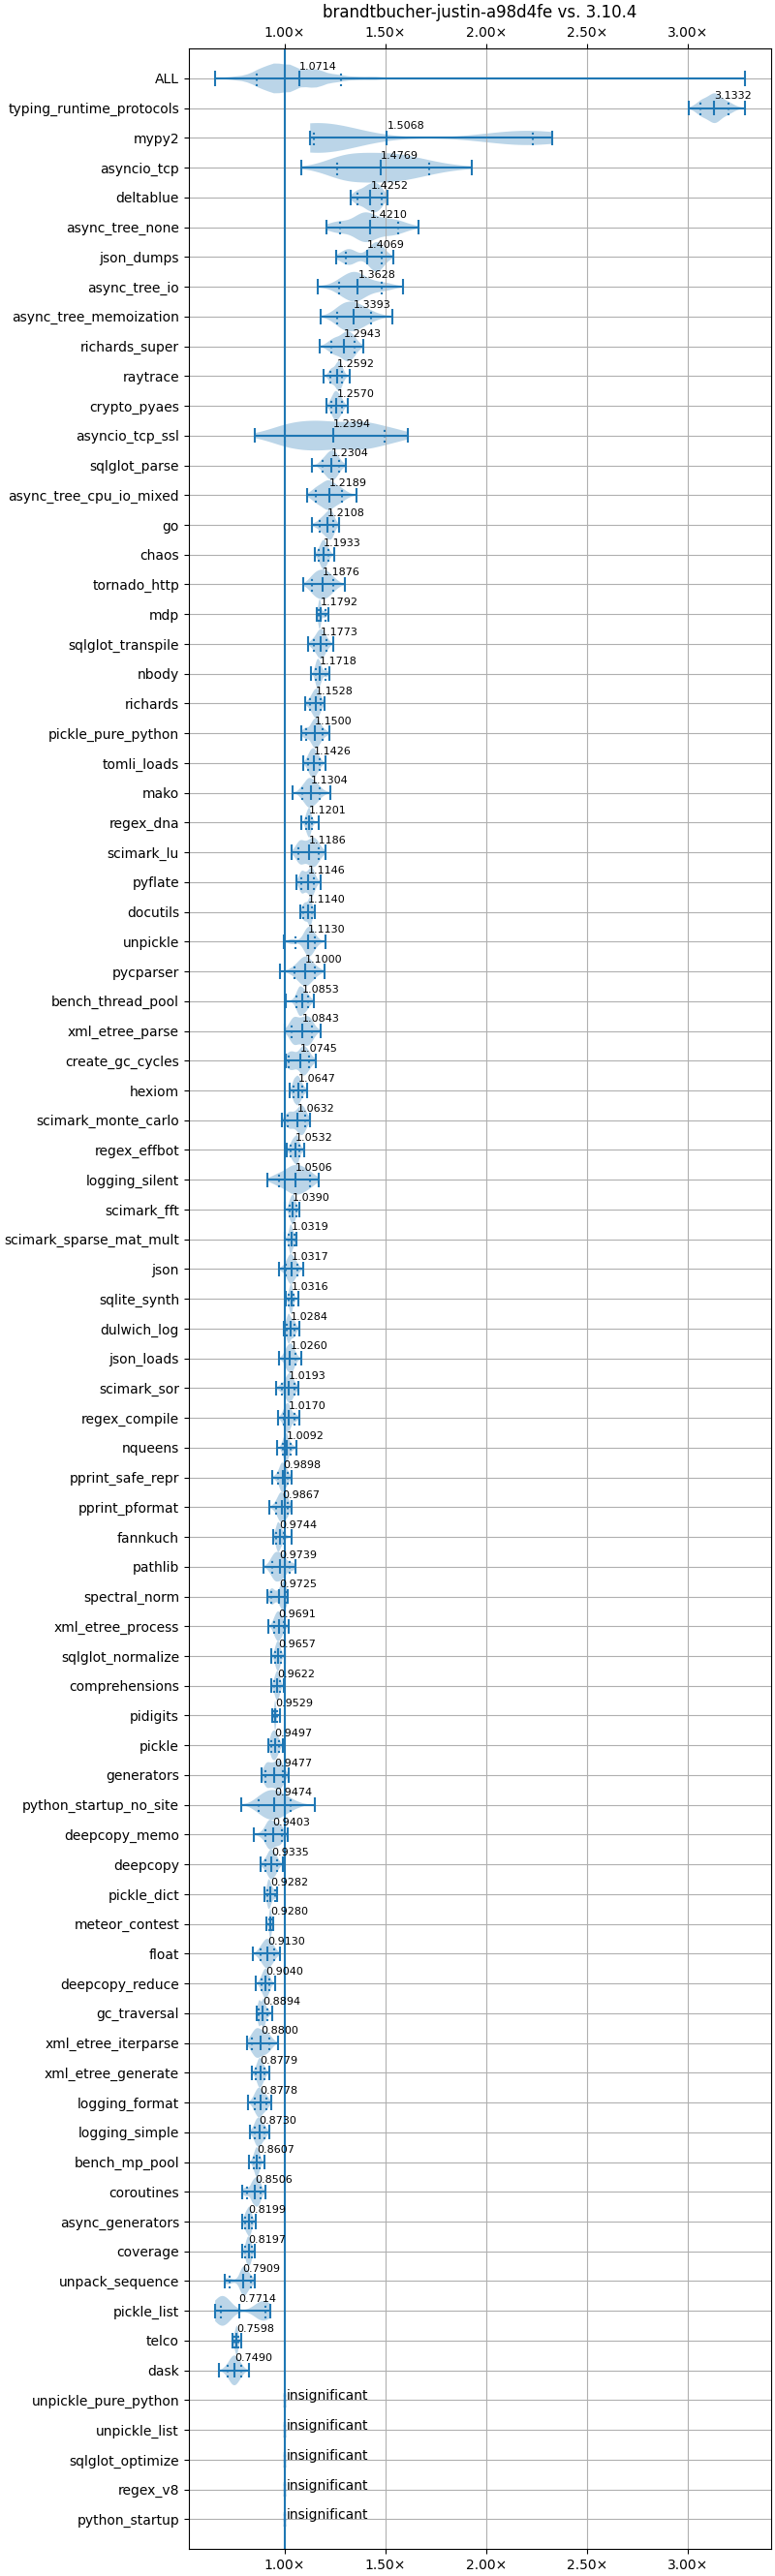 brandtbucher-justin-a98d4fe vs. 3.10.4
1.00× 1.50× 2.00× 2.50× 3.00×
ALL 1.0714
typing_runtime_protocols 3.1332
mypy2 1.5068
asyncio_tcp 1.4769
deltablue 1.4252
async_tree_none 1.4210
json_dumps 1.4069
async_tree_io 1.3628
async_tree_memoization 1.3393
richards_super 1.2943
raytrace 1.2592
crypto_pyaes 1.2570
asyncio_tcp_ssl 1.2394
sqlglot_parse 1.2304
async_tree_cpu_io_mixed 1.2189
go 1.2108
chaos 1.1933
tornado_http 1.1876
mdp 1.1792
sqlglot_transpile 1.1773
nbody 1.1718
richards 1.1528
pickle_pure_python 1.1500
tomli_loads 1.1426
mako 1.1304
regex_dna 1.1201
scimark_lu 1.1186
pyflate 1.1146
docutils 1.1140
unpickle 1.1130
pycparser 1.1000
bench_thread_pool 1.0853
xml_etree_parse 1.0843
create_gc_cycles 1.0745
hexiom 1.0647
scimark_monte_carlo 1.0632
regex_effbot 1.0532
logging_silent 1.0506
scimark_fft 1.0390
scimark_sparse_mat_mult 1.0319
json 1.0317
sqlite_synth 1.0316
dulwich_log 1.0284
json_loads 1.0260
scimark_sor 1.0193
regex_compile 1.0170
nqueens 1.0092
pprint_safe_repr 0.9898
pprint_pformat 0.9867
fannkuch 0.9744
pathlib 0.9739
spectral_norm 0.9725
xml_etree_process 0.9691
sqlglot_normalize 0.9657
comprehensions 0.9622
pidigits 0.9529
pickle 0.9497
generators 0.9477
python_startup_no_site 0.9474
deepcopy_memo 0.9403
deepcopy 0.9335
pickle_dict 0.9282
meteor_contest 0.9280
float 0.9130
deepcopy_reduce 0.9040
gc_traversal 0.8894
xml_etree_iterparse 0.8800
xml_etree_generate 0.8779
logging_format 0.8778
logging_simple 0.8730
bench_mp_pool 0.8607
coroutines 0.8506
async_generators 0.8199
coverage 0.8197
unpack_sequence 0.7909
pickle_list 0.7714
telco 0.7598
dask 0.7490
unpickle_pure_python insignificant
unpickle_list insignificant
sqlglot_optimize insignificant
regex_v8 insignificant
python_startup insignificant
1.00× 1.50× 2.00× 2.50× 3.00×